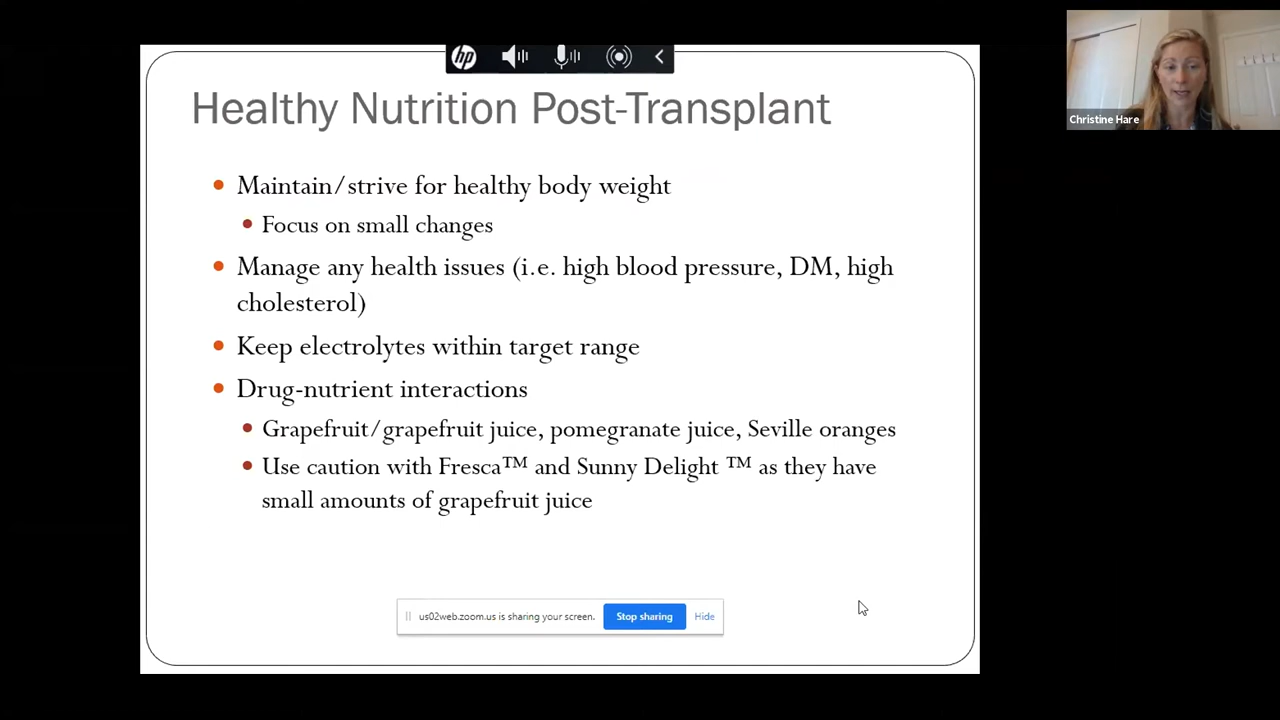 hp
Healthy Nutrition Post-Transplant
Christine Hare
• Maintain/strive for healthy body weight
• Focus on small changes
• Manage any health issues (i.e. high blood pressure, DM, high
cholesterol)
• Keep electrolytes within target range
• Drug-nutrient interactions
• Grapefruit/grapefruit juice, pomegranate juice, Seville oranges
• Use caution with Fresca™ and Sunny Delight ™ as they have
small amounts of grapefruit juice
us02web.zoom.us is sharing your screen. Stop sharing Hide